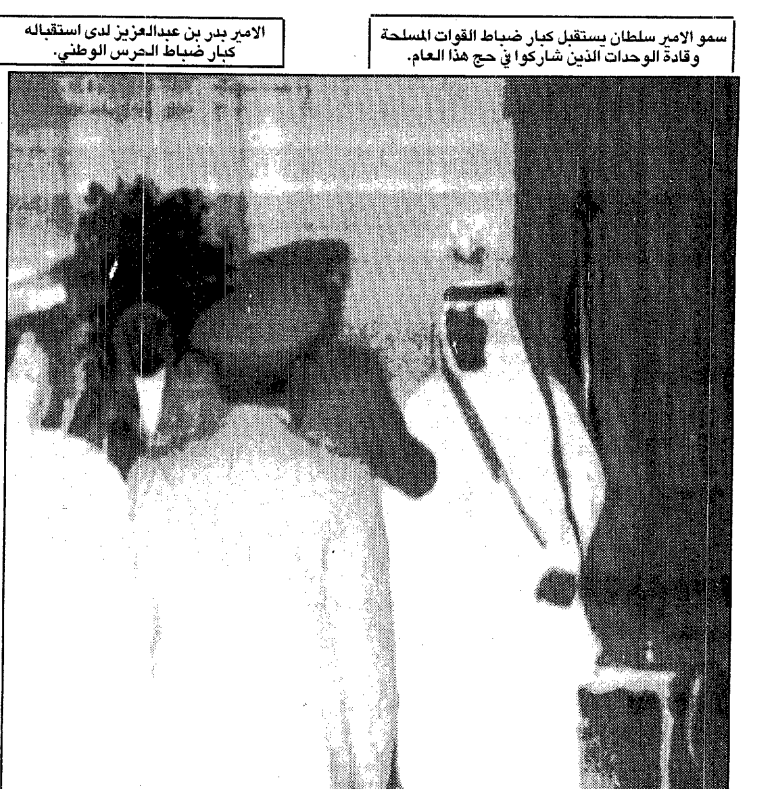 سمو الامير سلطان يستقبل كبار ضباط القوات المسلحة
وقادة الوحدات الذين شاركوا في حج هذا العام.
الامير بدر بن عبدالعزيز لدى استقباله
كبار ضباط الحرس الوطني.